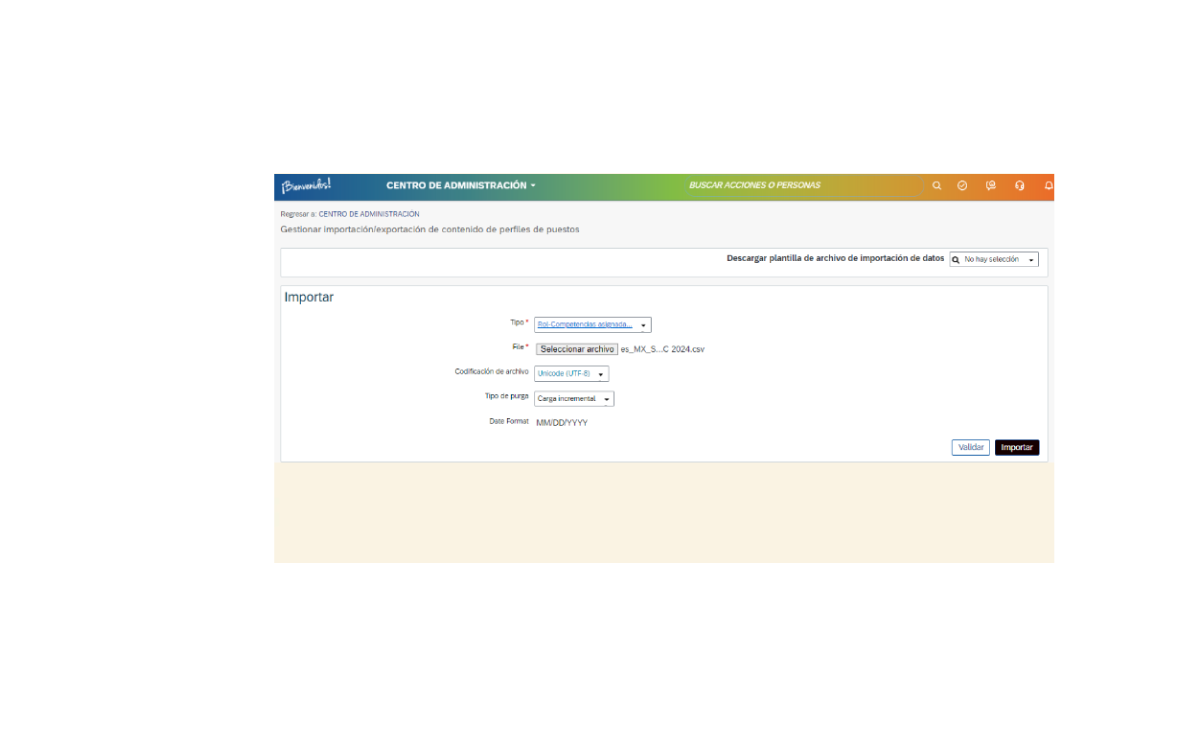 ¡Bienvenid@s!
CENTRO DE ADMINISTRACIÓN
BUSCAR ACCIONES O PERSONAS
Regresar a: CENTRO DE ADMINISTRACIÓN
Gestionar importación/exportación de contenido de perfiles de puestos
Descargar plantilla de archivo de importación de datos No hay selección
Importar
Tipo * Rol-Competencias asignada...
File * Seleccionar archivo es_MX_S...C 2024.csv
Codificación de archivo Unicode (UTF-8)
Tipo de purga Carga incremental
Date Format MM/DD/YYYY
Validar Importar